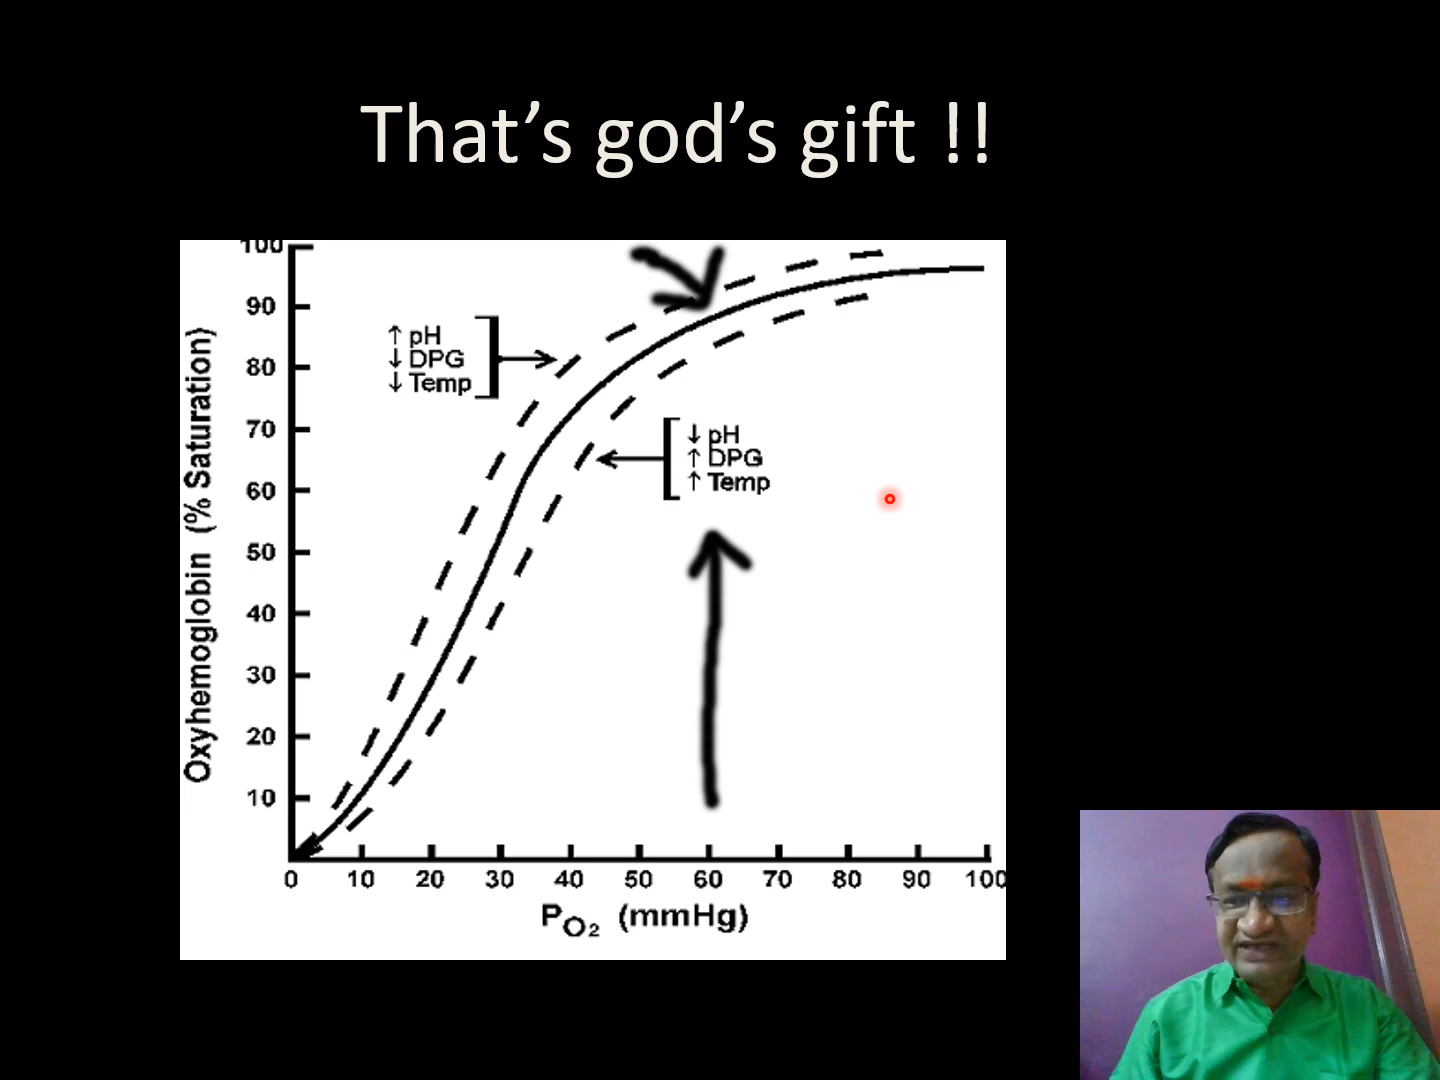 That’s god’s gift !!
100
90
80
70
60
50
40
30
20
10
Oxyhemoglobin (% Saturation)
↑ pH
↓ DPG
↓ Temp
↓ pH
↑ DPG
↑ Temp
0 10 20 30 40 50 60 70 80 90 100
PO2 (mmHg)